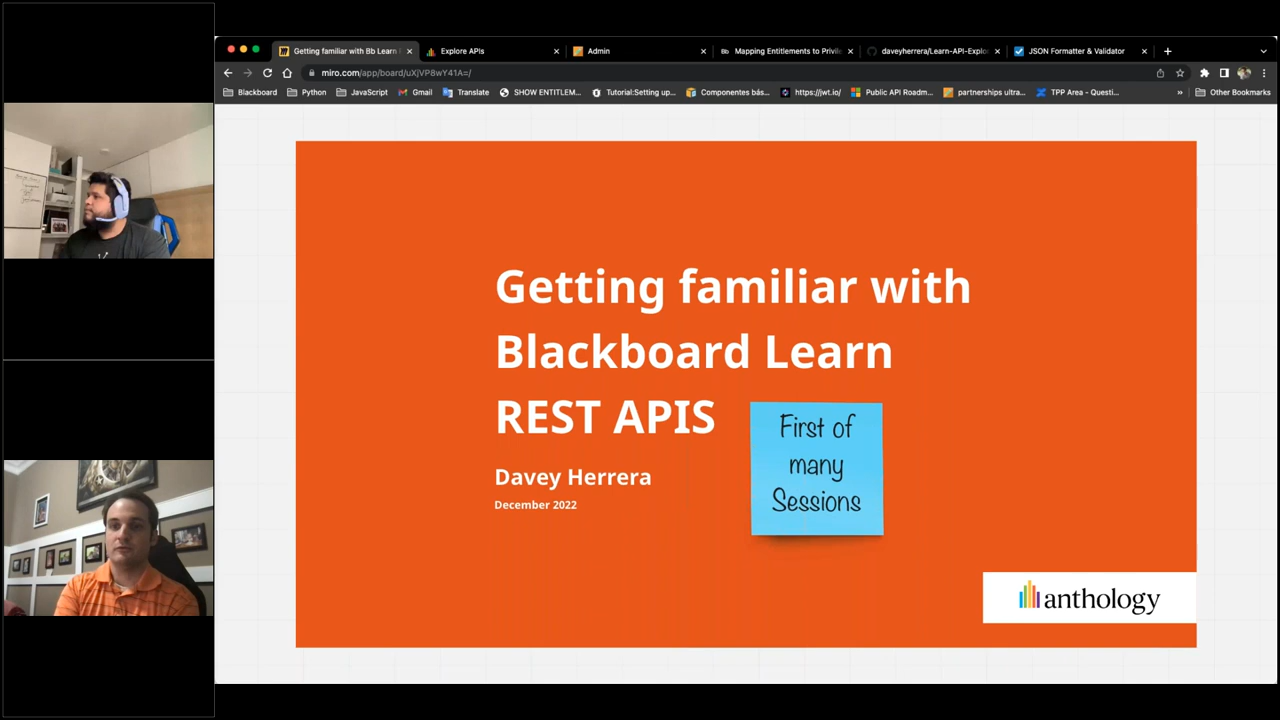 Getting familiar with Bb Learn
Explore APIs
Admin
Mapping Entitlements to Privile
daveyherrera/Learn-API-Explo
JSON Formatter & Validator
miro.com/app/board/uXjVP8wY41A=/
Blackboard
Python
JavaScript
Gmail
Translate
SHOW ENTITLEM...
Tutorial:Setting up...
Componentes bás...
https://jwt.io/
Public API Roadm...
partnerships ultra...
TPP Area - Questi...
»
Other Bookmarks
Getting familiar with
Blackboard Learn
REST APIS
First of
many
Sessions
Davey Herrera
December 2022
anthology